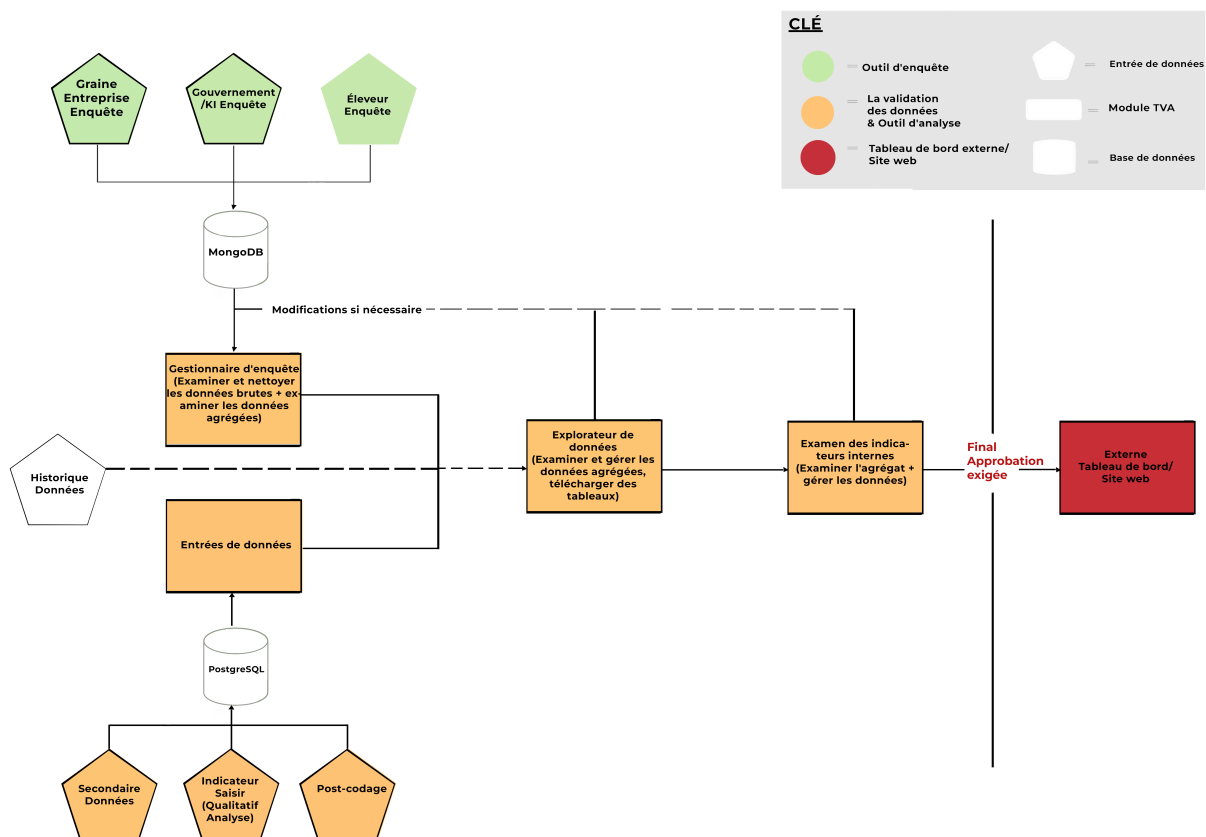 CLÉ
Outil d'enquête
La validation
des données
& Outil d'analyse
Tableau de bord externe/
Site web
Entrée de données
Module TVA
Base de données
Graine
Entreprise
Enquête
Gouvernement
/KI Enquête
Éleveur
Enquête
MongoDB
Modifications si nécessaire
Gestionnaire d'enquête
(Examiner et nettoyer
les données brutes + ex-
aminer les données
agrégées)
Historique
Données
Entrées de données
Explorateur de
données
(Examiner et gérer les
données agrégées,
télécharger des
tableaux)
Examen des indica-
teurs internes
(Examiner l'agrégat +
gérer les données)
Final
Approbation
exigée
Externe
Tableau de bord/
Site web
PostgreSQL
Secondaire
Données
Indicateur
Saisir
(Qualitatif
Analyse)
Post-codage